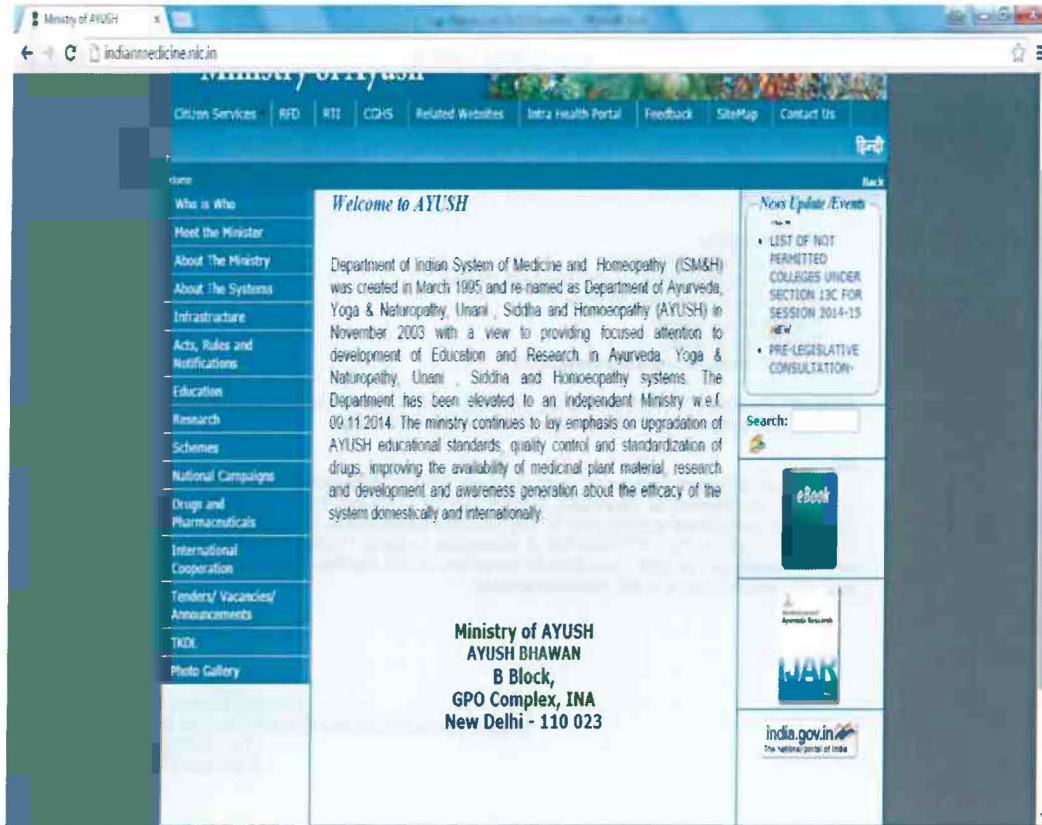 Ministry of AYUSH
indianmedicine.nic.in
Ministry of Ayush
Citizen Services RFD RTI CGHS Related Websites Intra Health Portal Feedback SiteMap Contact Us
हिन्दी
Home
Back
Who is Who
Meet the Minister
About The Ministry
About The Systems
Infrastructure
Acts, Rules and
Notifications
Education
Research
Schemes
National Campaigns
Drugs and
Pharmaceuticals
International
Cooperation
Tenders/ Vacancies/
Announcements
TKDL
Photo Gallery
Welcome to AYUSH
Department of Indian System of Medicine and Homeopathy (ISM&H)
was created in March 1995 and re-named as Department of Ayurveda,
Yoga & Naturopathy, Unani , Siddha and Homoeopathy (AYUSH) in
November 2003 with a view to providing focused attention to
development of Education and Research in Ayurveda, Yoga &
Naturopathy, Unani , Siddha and Homoeopathy systems. The
Department has been elevated to an independent Ministry w.e.f.
09.11.2014. The ministry continues to lay emphasis on upgradation of
AYUSH educational standards, quality control and standardization of
drugs, improving the availability of medicinal plant material, research
and development and awareness generation about the efficacy of the
system domestically and internationally.
Ministry of AYUSH
AYUSH BHAWAN
B Block,
GPO Complex, INA
New Delhi - 110 023
News Update /Events
• LIST OF NOT
PERMITTED
COLLEGES UNDER
SECTION 13C FOR
SESSION 2014-15
NEW
• PRE-LEGISLATIVE
CONSULTATION-
Search:
eBook
Ayurveda Research
IJAR
india.gov.in
The national portal of India